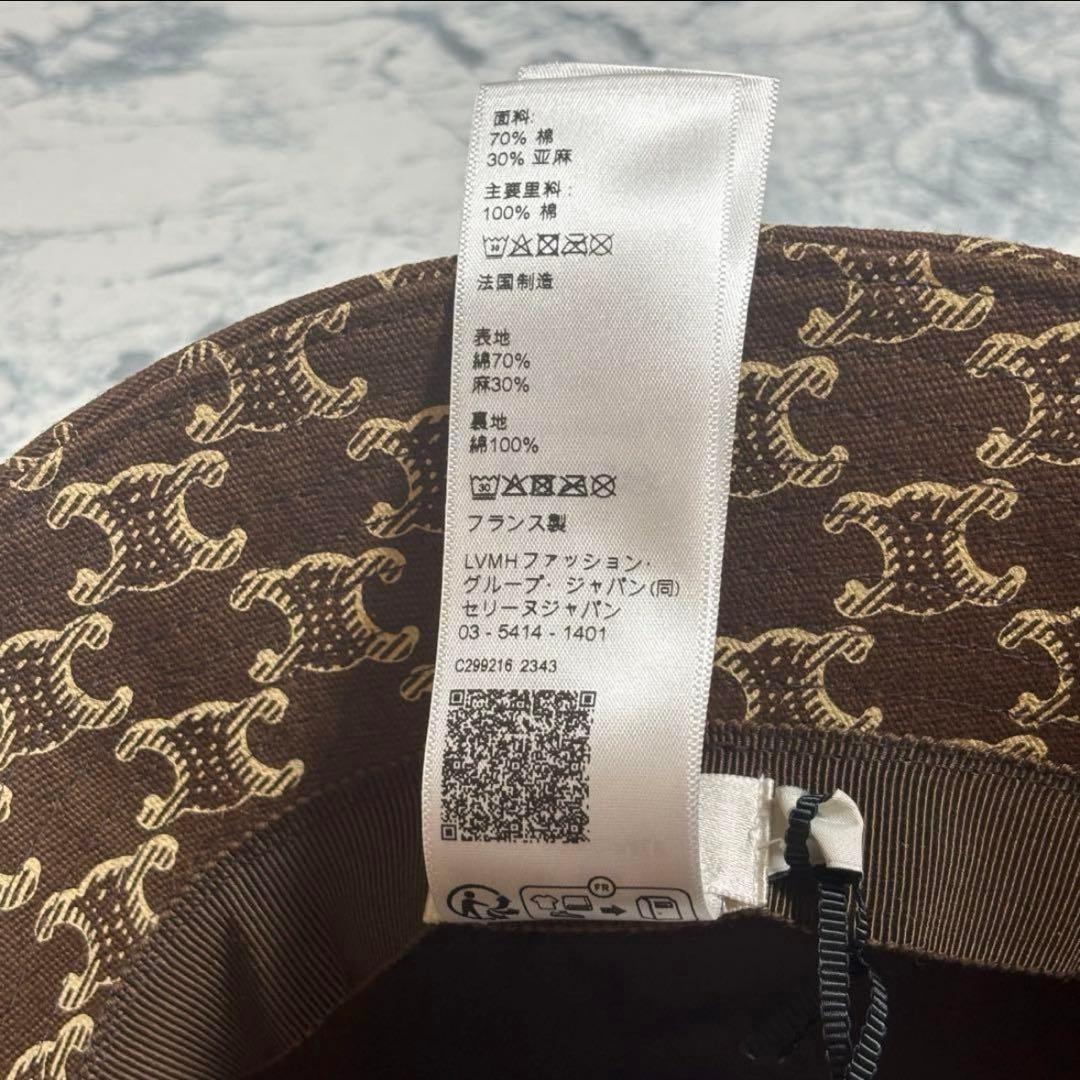 面料:
70% 棉
30% 亚麻
主要里料:
100% 棉
30
法国制造
表地
綿70%
麻30%
裏地
綿100%
30
フランス製
LVMHファッション・
グループ・ジャパン(同)
セリーヌジャパン
03 - 5414 - 1401
C299216 2343
FR